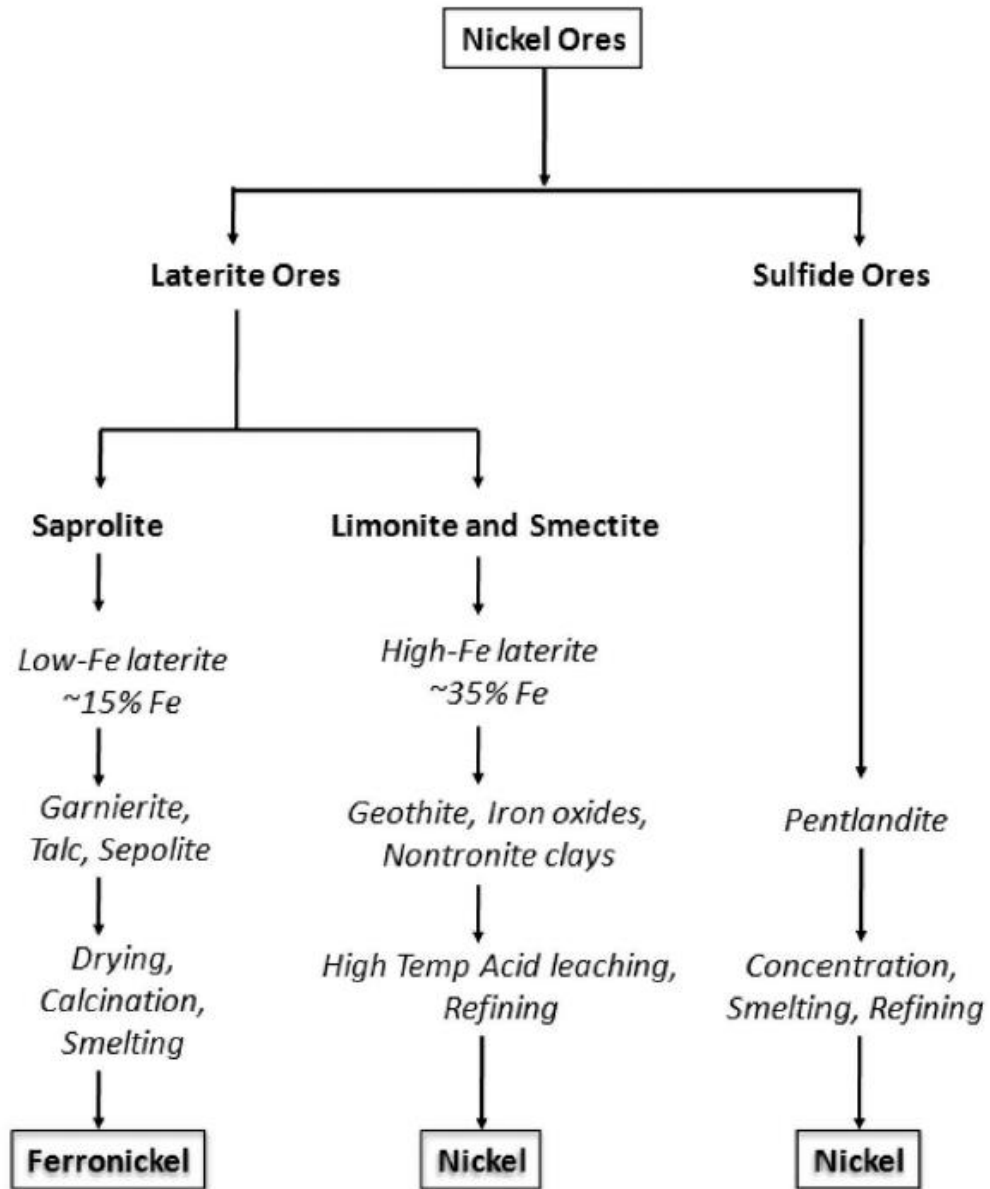 Nickel Ores
Laterite Ores
Sulfide Ores
Saprolite
Limonite and Smectite
Low-Fe laterite
~15% Fe
High-Fe laterite
~35% Fe
Garnierite,
Talc, Sepolite
Geothite, Iron oxides,
Nontronite clays
Pentlandite
Drying,
Calcination,
Smelting
High Temp Acid leaching,
Refining
Concentration,
Smelting, Refining
Ferronickel
Nickel
Nickel